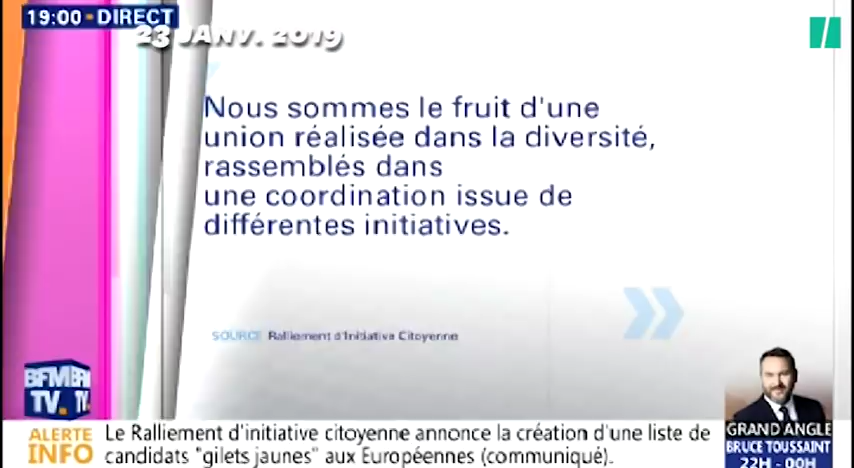 19:00 - DIRECT
23 JANV. 2019
Nous sommes le fruit d'une
union réalisée dans la diversité,
rassemblés dans
une coordination issue de
différentes initiatives.
SOURCE Ralliement d'Initiative Citoyenne
BFM
TV.
GRAND ANGLE
BRUCE TOUSSAINT
22H - 00H
ALERTE
INFO
Le Ralliement d'initiative citoyenne annonce la création d'une liste de
candidats "gilets jaunes" aux Européennes (communiqué).